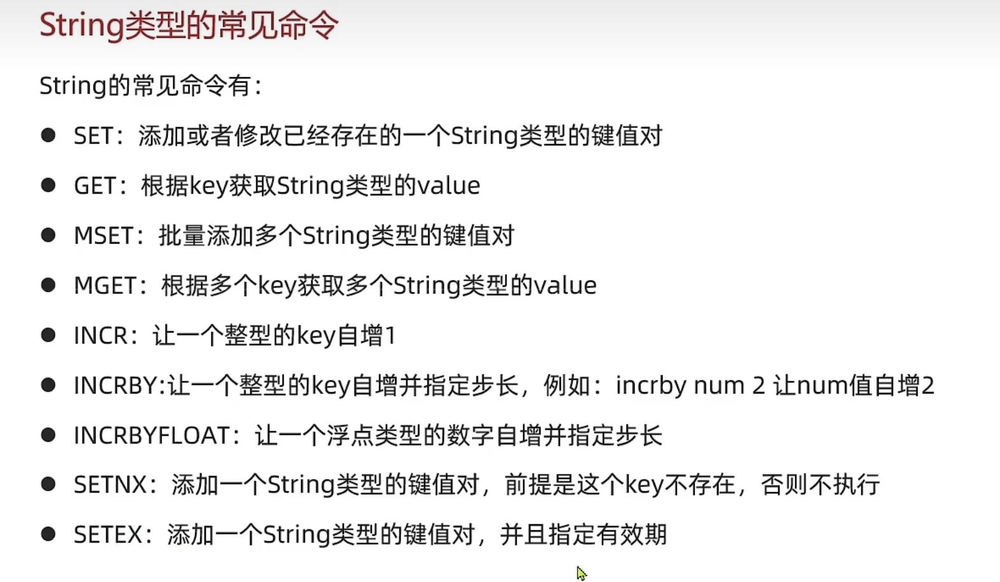 String类型的常见命令
String的常见命令有：
● SET：添加或者修改已经存在的一个String类型的键值对
● GET：根据key获取String类型的value
● MSET：批量添加多个String类型的键值对
● MGET：根据多个key获取多个String类型的value
● INCR：让一个整型的key自增1
● INCRBY:让一个整型的key自增并指定步长，例如：incrby num 2 让num值自增2
● INCRBYFLOAT：让一个浮点类型的数字自增并指定步长
● SETNX：添加一个String类型的键值对，前提是这个key不存在，否则不执行
● SETEX：添加一个String类型的键值对，并且指定有效期